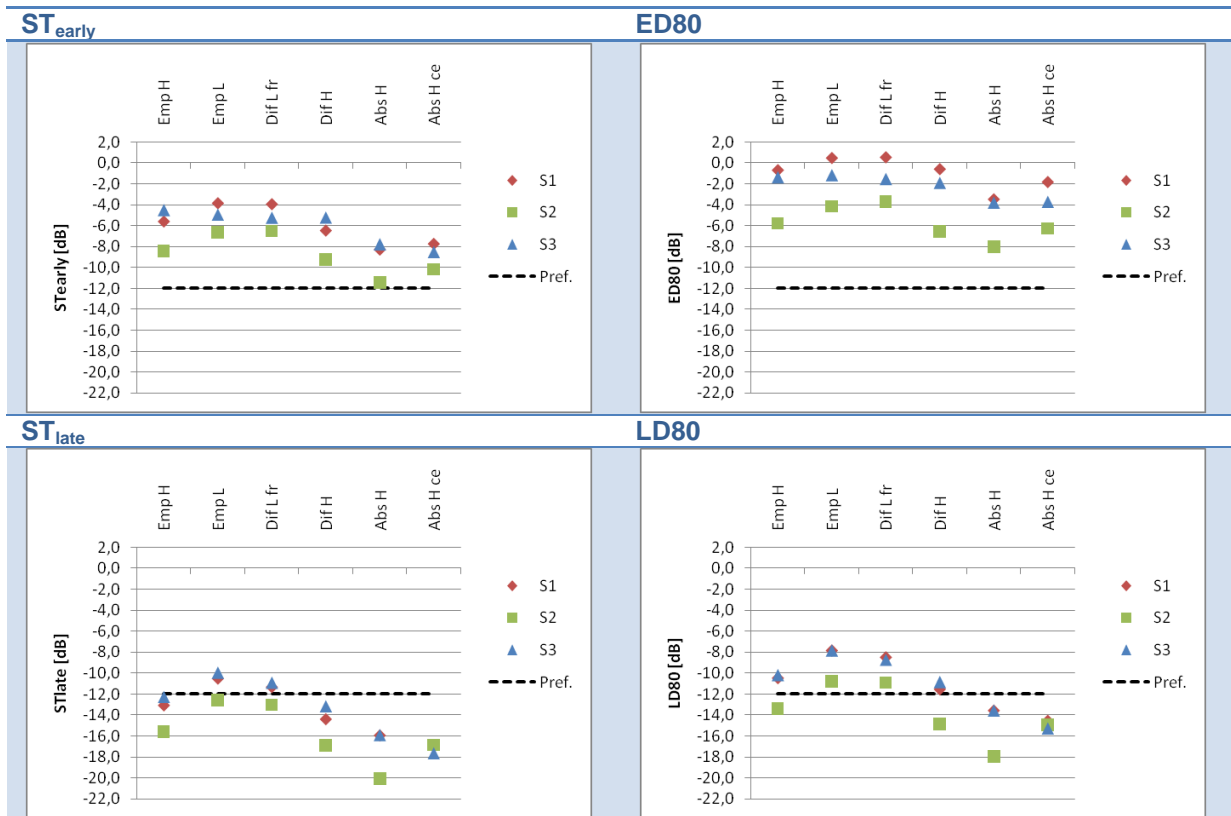 STearly
Emp H
Emp L
Dif L fr
Dif H
Abs H
Abs H ce
STearly [dB]
2,0
0,0
-2,0
-4,0
-6,0
-8,0
-10,0
-12,0
-14,0
-16,0
-18,0
-20,0
-22,0
S1
S2
S3
Pref.
ED80
Emp H
Emp L
Dif L fr
Dif H
Abs H
Abs H ce
ED80 [dB]
2,0
0,0
-2,0
-4,0
-6,0
-8,0
-10,0
-12,0
-14,0
-16,0
-18,0
-20,0
-22,0
S1
S2
S3
Pref.
STlate
Emp H
Emp L
Dif L fr
Dif H
Abs H
Abs H ce
STlate [dB]
2,0
0,0
-2,0
-4,0
-6,0
-8,0
-10,0
-12,0
-14,0
-16,0
-18,0
-20,0
-22,0
S1
S2
S3
Pref.
LD80
Emp H
Emp L
Dif L fr
Dif H
Abs H
Abs H ce
LD80 [dB]
2,0
0,0
-2,0
-4,0
-6,0
-8,0
-10,0
-12,0
-14,0
-16,0
-18,0
-20,0
-22,0
S1
S2
S3
Pref.